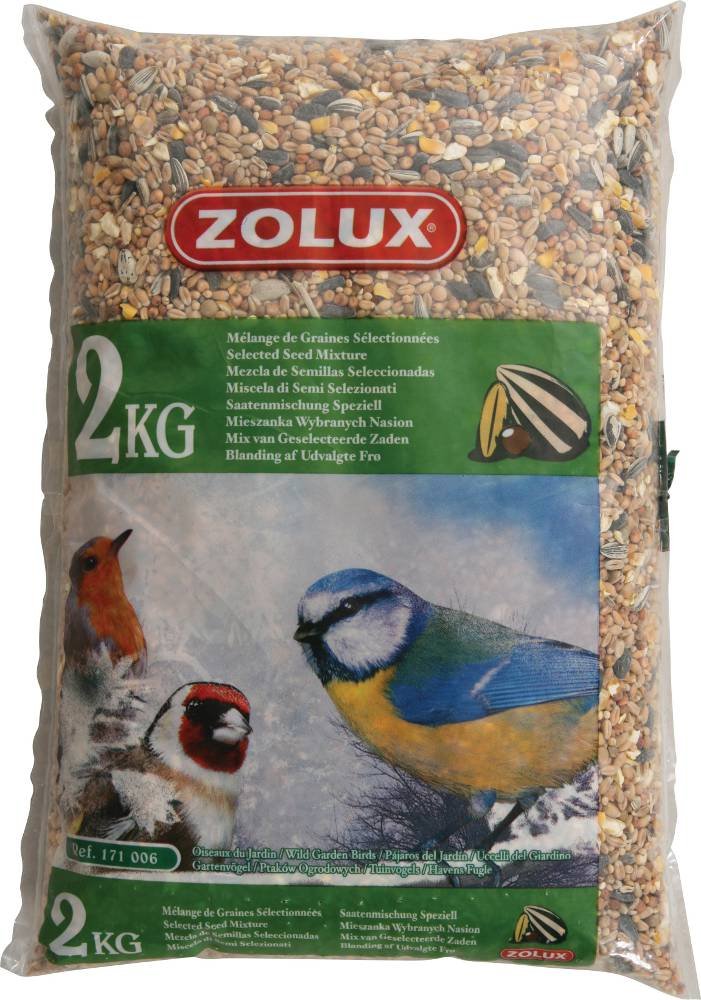 ZOLUX®
2KG
Mélange de Graines Sélectionnées
Selected Seed Mixture
Mezcla de Semillas Seleccionadas
Miscela di Semi Selezionati
Saatenmischung Speziell
Mieszanka Wybranych Nasion
Mix van Geselecteerde Zaden
Blanding af Udvalgte Frø
Ref. 171 006
Oiseaux du Jardin / Wild Garden Birds / Pájaros del Jardín / Uccelli del Giardino
Gartenvögel / Ptaków Ogrodowych / Tuinvogels / Havens Fugle
2KG
Mélange de Graines Sélectionnées
Selected Seed Mixture
Mezcla de Semillas Seleccionadas
Miscela di Semi Selezionati
Saatenmischung Speziell
Mieszanka Wybranych Nasion
Mix van Geselecteerde Zaden
Blanding af Udvalgte Frø
ZOLUX